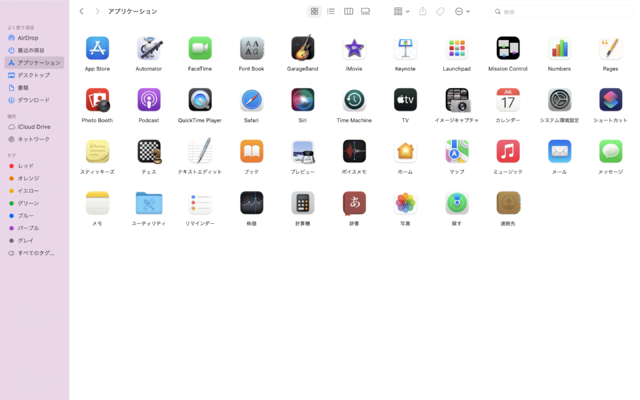 アプリケーション
検索
よく使う項目
AirDrop
最近の項目
アプリケーション
デスクトップ
書類
ダウンロード
場所
iCloud Drive
ネットワーク
タグ
レッド
オレンジ
イエロー
グリーン
ブルー
パープル
グレイ
すべてのタグ...
App Store
Automator
FaceTime
Font Book
GarageBand
iMovie
Keynote
Launchpad
Mission Control
Numbers
Pages
Photo Booth
Podcast
QuickTime Player
Safari
Siri
Time Machine
tv
TV
イメージキャプチャ
JUL
17
カレンダー
システム環境設定
ショートカット
スティッキーズ
チェス
テキストエディット
ブック
プレビュー
ボイスメモ
ホーム
マップ
ミュージック
メール
メッセージ
メモ
ユーティリティ
リマインダー
株価
計算機
あ
辞書
写真
探す
連絡先